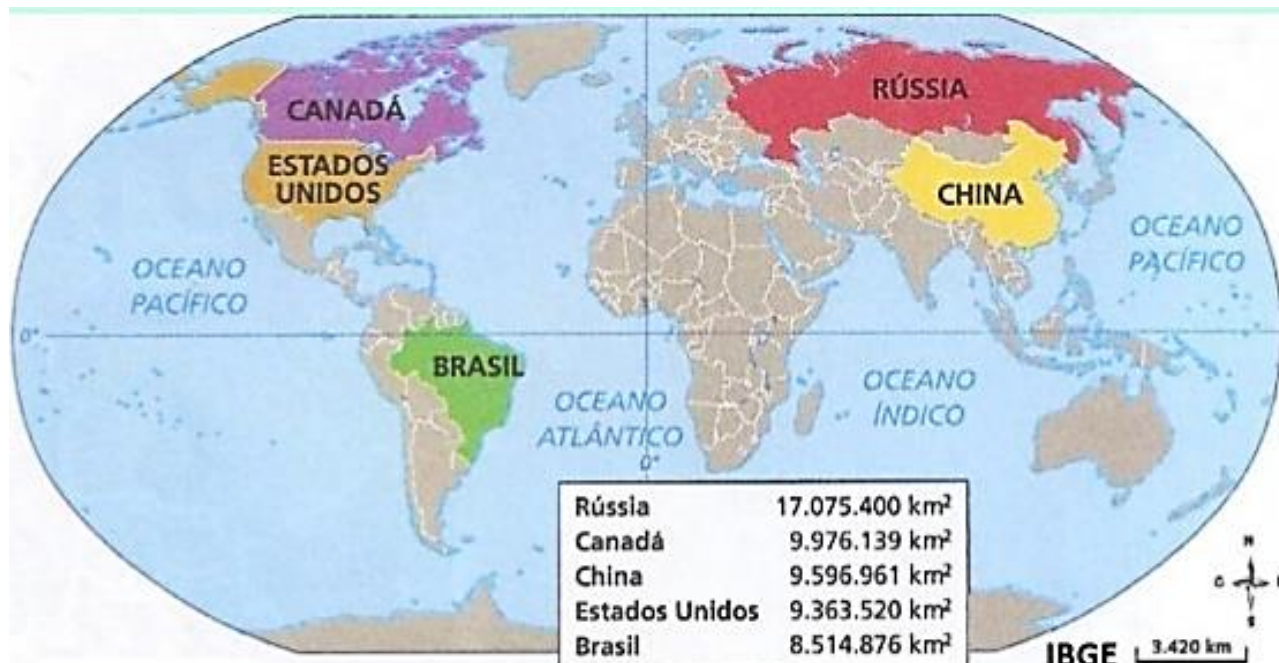 CANADÁ
RÚSSIA
ESTADOS
UNIDOS
CHINA
OCEANO
PACÍFICO
OCEANO
PACÍFICO
0°
BRASIL
OCEANO
ÍNDICO
OCEANO
ATLÂNTICO
0°
Rússia 17.075.400 km²
Canadá 9.976.139 km²
China 9.596.961 km²
Estados Unidos 9.363.520 km²
Brasil 8.514.876 km²
N
O
S
IBGE 3.420 km